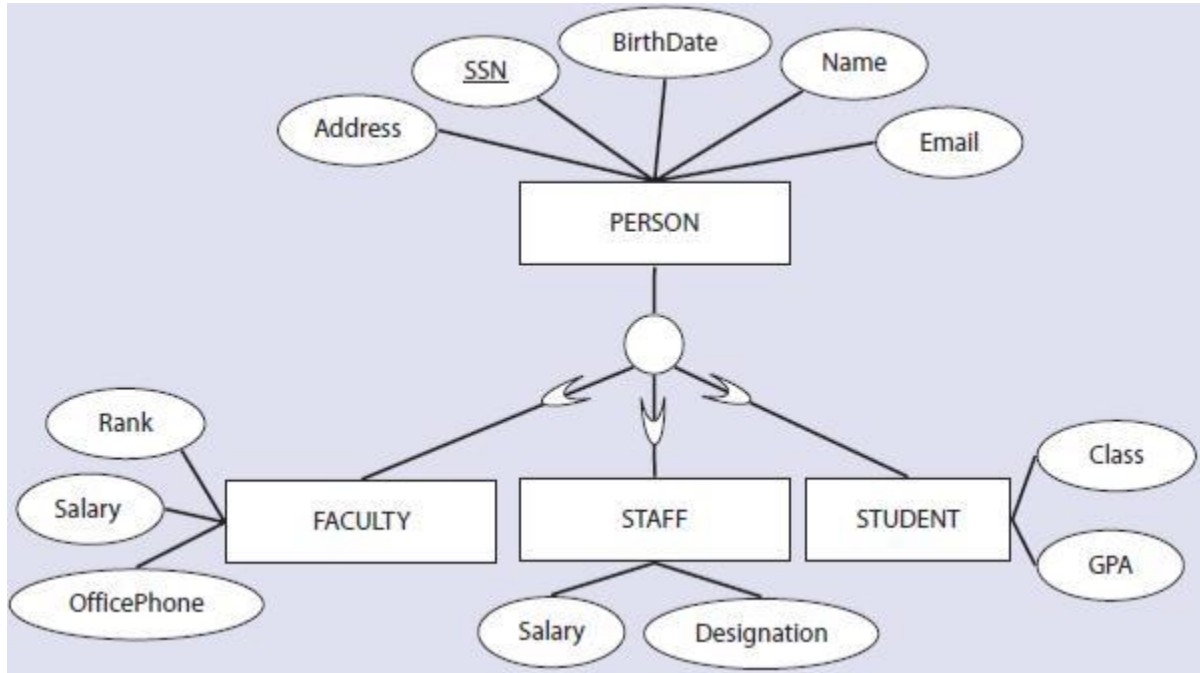 BirthDate
SSN
Name
Address
Email
PERSON
Rank
Class
Salary
FACULTY
STAFF
STUDENT
GPA
OfficePhone
Salary
Designation